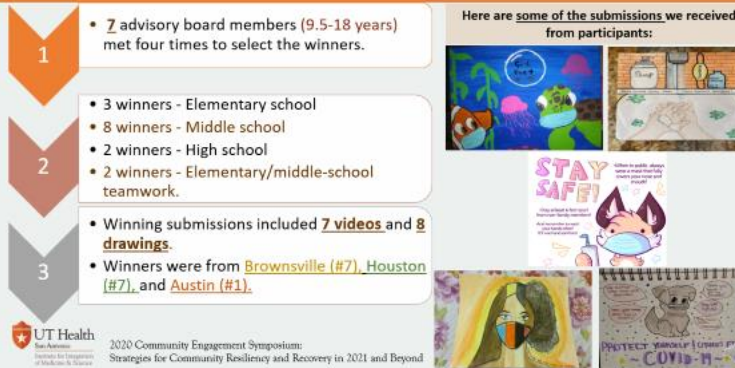 1
• 7 advisory board members (9.5-18 years)
met four times to select the winners.
2
• 3 winners - Elementary school
• 8 winners - Middle school
• 2 winners - High school
• 2 winners - Elementary/middle-school
teamwork.
3
• Winning submissions included 7 videos and 8
drawings.
• Winners were from Brownsville (#7), Houston
(#7), and Austin (#1).
UT Health
San Antonio
2020 Community Engagement Symposium:
Strategies for Community Resiliency and Recovery in 2021 and Beyond
Here are some of the submissions we received
from participants:
Soap
STAY
SAFE!
PROTECT YOURSELF
~ COVID-19 ~